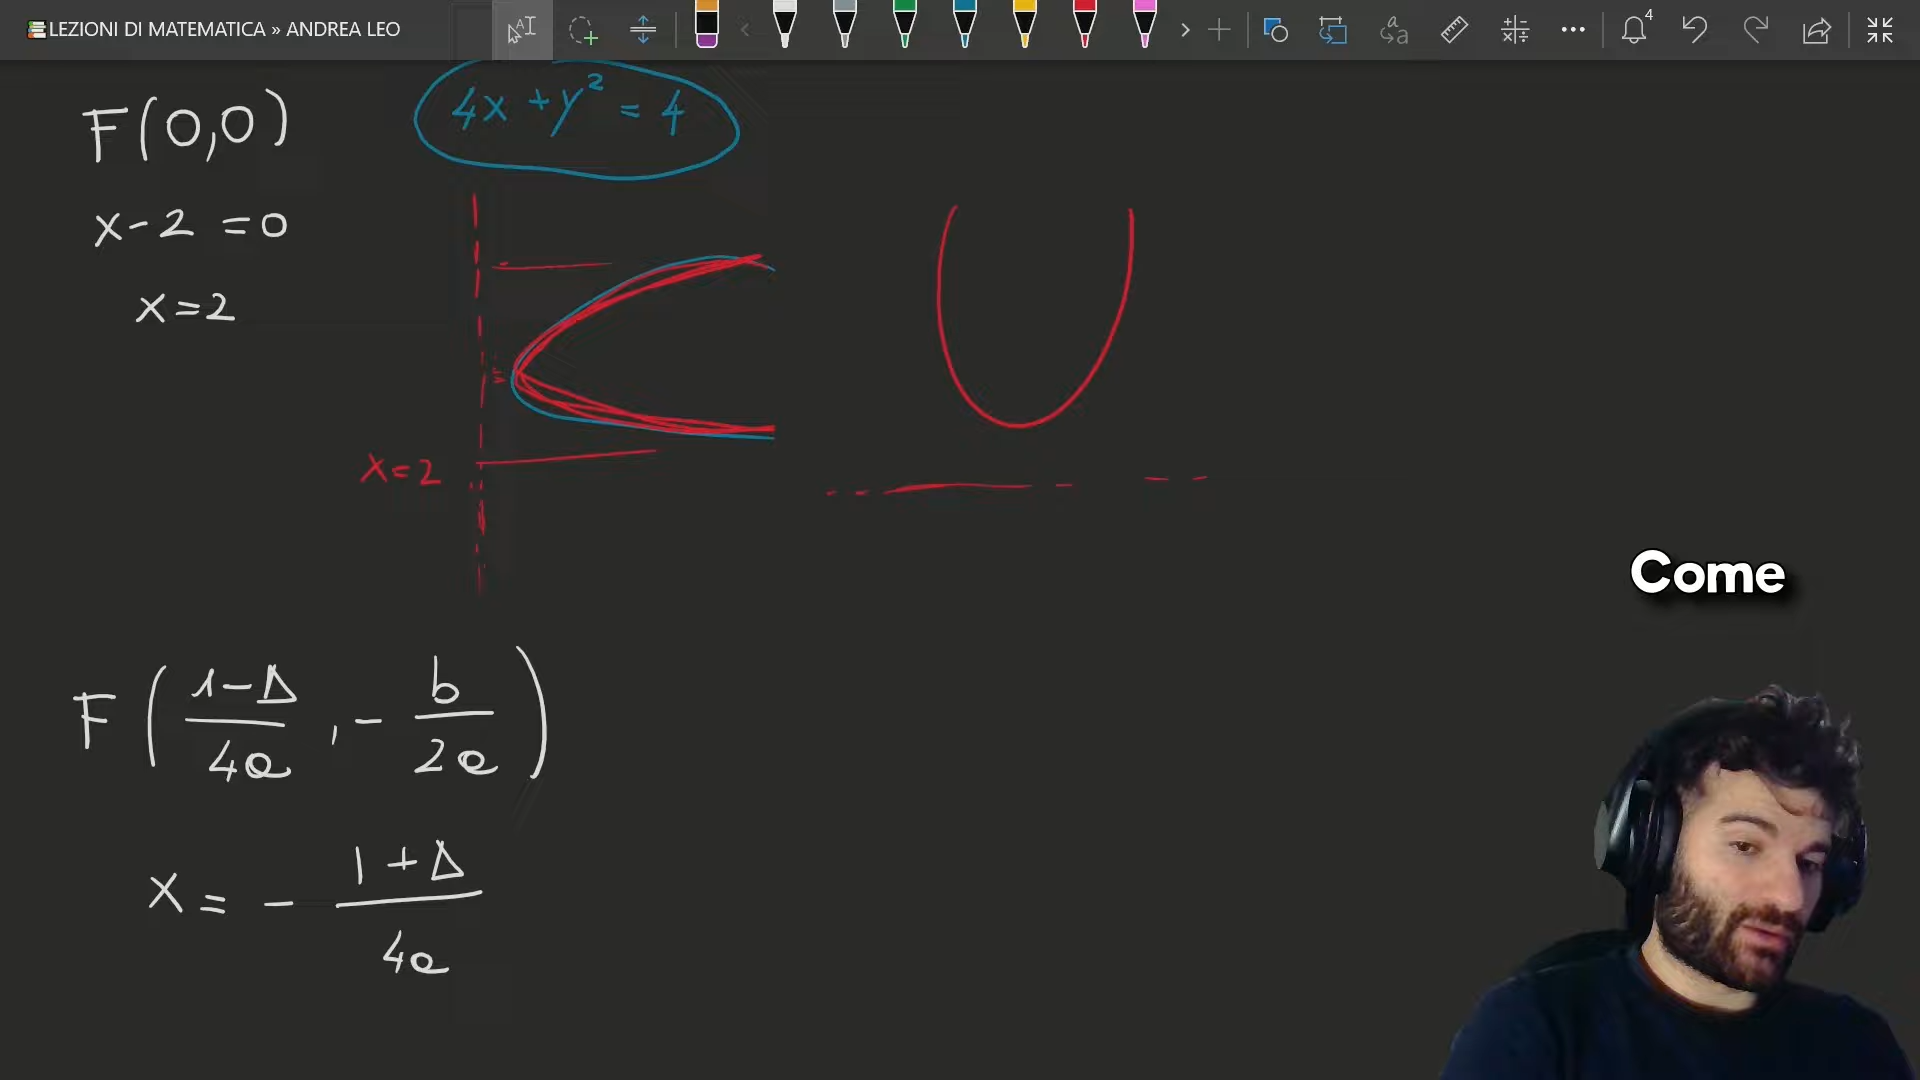 LEZIONI DI MATEMATICA » ANDREA LEO
4
F(0,0)
4x + y² = 4
x - 2 = 0
x = 2
x = 2
Come
F((1-Δ)/4a, - b/2a)
x = - (1+Δ)/4a